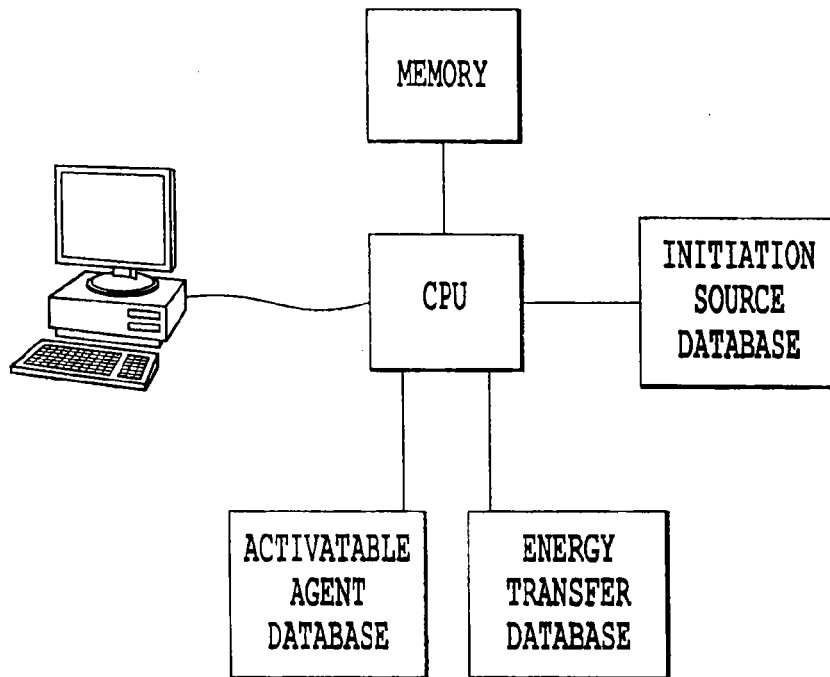 MEMORY
CPU
INITIATION
SOURCE
DATABASE
ACTIVATABLE
AGENT
DATABASE
ENERGY
TRANSFER
DATABASE